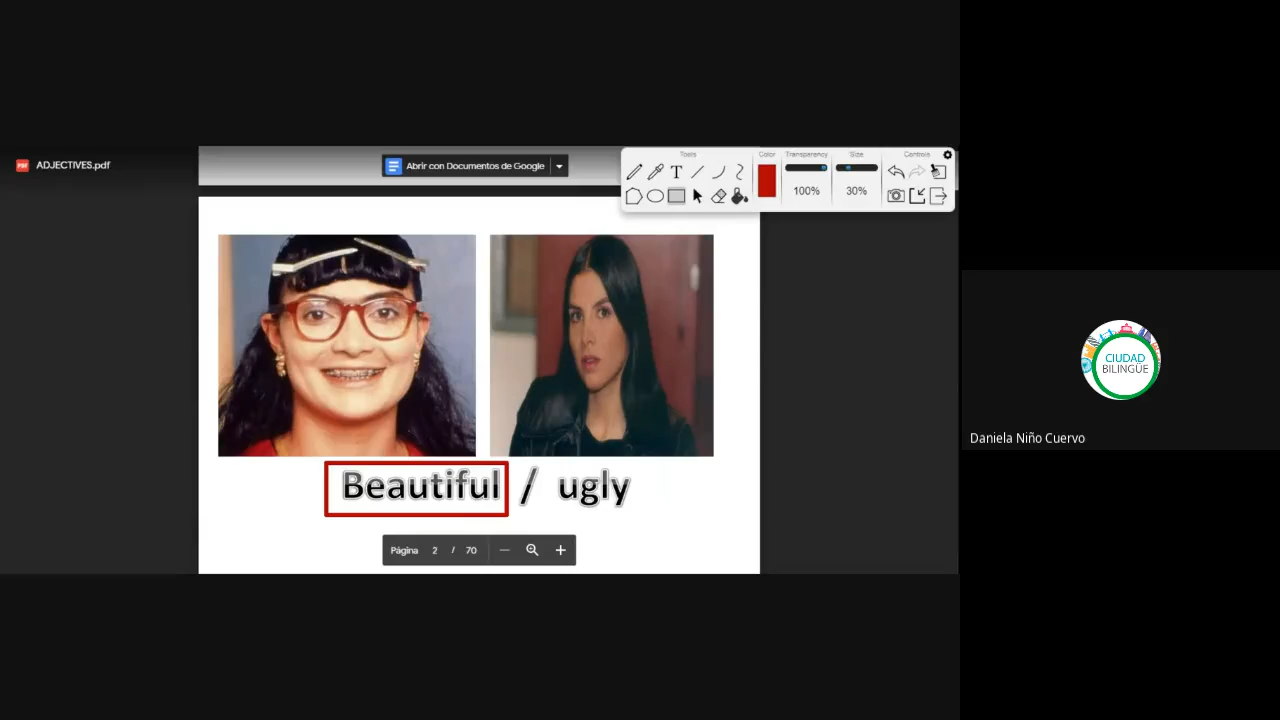 ADJECTIVES.pdf
Abrir con Documentos de Google
Tools
Color
Transparency
Size
Controls
100%
30%
Beautiful / ugly
Página 2 / 70
CIUDAD
BILINGÜE
Daniela Niño Cuervo